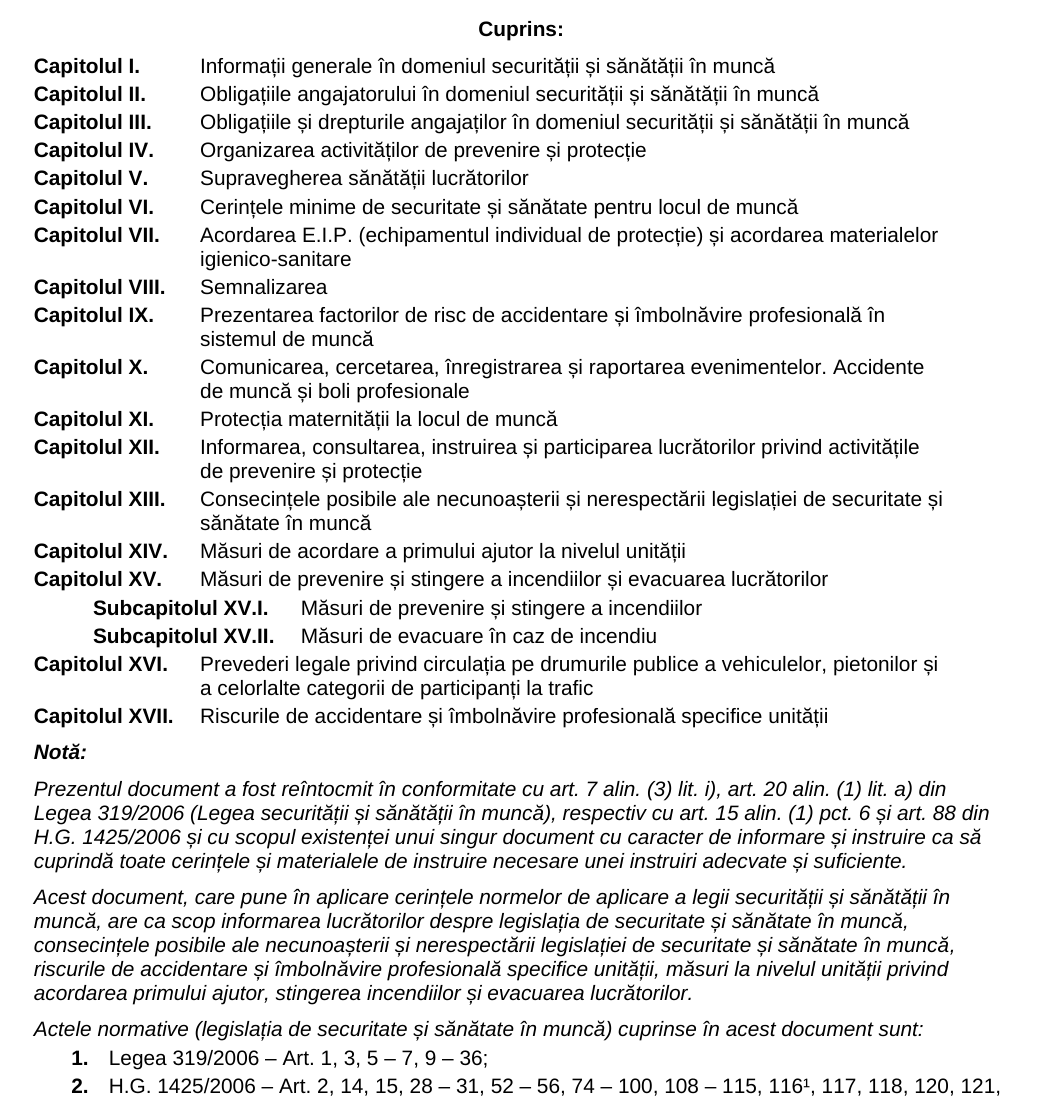 Cuprins:
Capitolul I. Informații generale în domeniul securității și sănătății în muncă
Capitolul II. Obligațiile angajatorului în domeniul securității și sănătății în muncă
Capitolul III. Obligațiile și drepturile angajaților în domeniul securității și sănătății în muncă
Capitolul IV. Organizarea activităților de prevenire și protecție
Capitolul V. Supravegherea sănătății lucrătorilor
Capitolul VI. Cerințele minime de securitate și sănătate pentru locul de muncă
Capitolul VII. Acordarea E.I.P. (echipamentul individual de protecție) și acordarea materialelor
igienico-sanitare
Capitolul VIII. Semnalizarea
Capitolul IX. Prezentarea factorilor de risc de accidentare și îmbolnăvire profesională în
sistemul de muncă
Capitolul X. Comunicarea, cercetarea, înregistrarea și raportarea evenimentelor. Accidente
de muncă și boli profesionale
Capitolul XI. Protecția maternității la locul de muncă
Capitolul XII. Informarea, consultarea, instruirea și participarea lucrătorilor privind activitățile
de prevenire și protecție
Capitolul XIII. Consecințele posibile ale necunoașterii și nerespectării legislației de securitate și
sănătate în muncă
Capitolul XIV. Măsuri de acordare a primului ajutor la nivelul unității
Capitolul XV. Măsuri de prevenire și stingere a incendiilor și evacuarea lucrătorilor
Subcapitolul XV.I. Măsuri de prevenire și stingere a incendiilor
Subcapitolul XV.II. Măsuri de evacuare în caz de incendiu
Capitolul XVI. Prevederi legale privind circulația pe drumurile publice a vehiculelor, pietonilor și
a celorlalte categorii de participanți la trafic
Capitolul XVII. Riscurile de accidentare și îmbolnăvire profesională specifice unității
Notă:
Prezentul document a fost reîntocmit în conformitate cu art. 7 alin. (3) lit. i), art. 20 alin. (1) lit. a) din
Legea 319/2006 (Legea securității și sănătății în muncă), respectiv cu art. 15 alin. (1) pct. 6 și art. 88 din
H.G. 1425/2006 și cu scopul existenței unui singur document cu caracter de informare și instruire ca să
cuprindă toate cerințele și materialele de instruire necesare unei instruiri adecvate și suficiente.
Acest document, care pune în aplicare cerințele normelor de aplicare a legii securității și sănătății în
muncă, are ca scop informarea lucrătorilor despre legislația de securitate și sănătate în muncă,
consecințele posibile ale necunoașterii și nerespectării legislației de securitate și sănătate în muncă,
riscurile de accidentare și îmbolnăvire profesională specifice unității, măsuri la nivelul unității privind
acordarea primului ajutor, stingerea incendiilor și evacuarea lucrătorilor.
Actele normative (legislația de securitate și sănătate în muncă) cuprinse în acest document sunt:
1. Legea 319/2006 – Art. 1, 3, 5 – 7, 9 – 36;
2. H.G. 1425/2006 – Art. 2, 14, 15, 28 – 31, 52 – 56, 74 – 100, 108 – 115, 116¹, 117, 118, 120, 121,